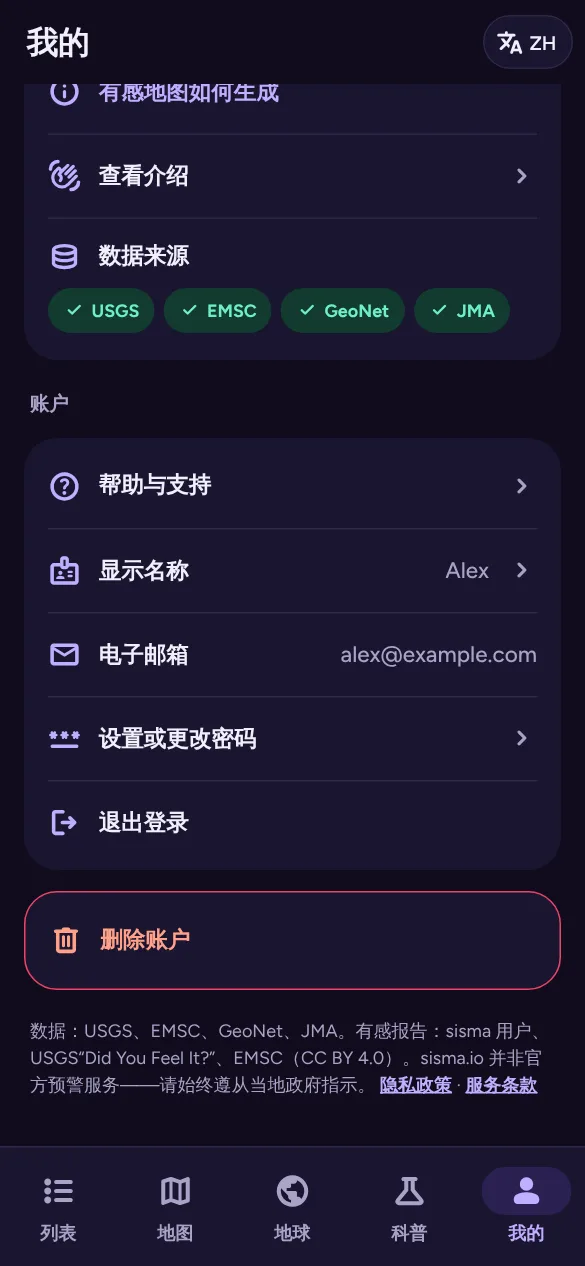 我的
ZH
有感地图如何生成
查看介绍
数据来源
USGS
EMSC
GeoNet
JMA
账户
帮助与支持
显示名称
Alex
电子邮箱
alex@example.com
设置或更改密码
退出登录
删除账户
数据：USGS、EMSC、GeoNet、JMA。有感报告：sisma 用户、
USGS“Did You Feel It?”、EMSC（CC BY 4.0）。sisma.io 并非官
方预警服务——请始终遵从当地政府指示。 隐私政策 · 服务条款
列表
地图
地球
科普
我的